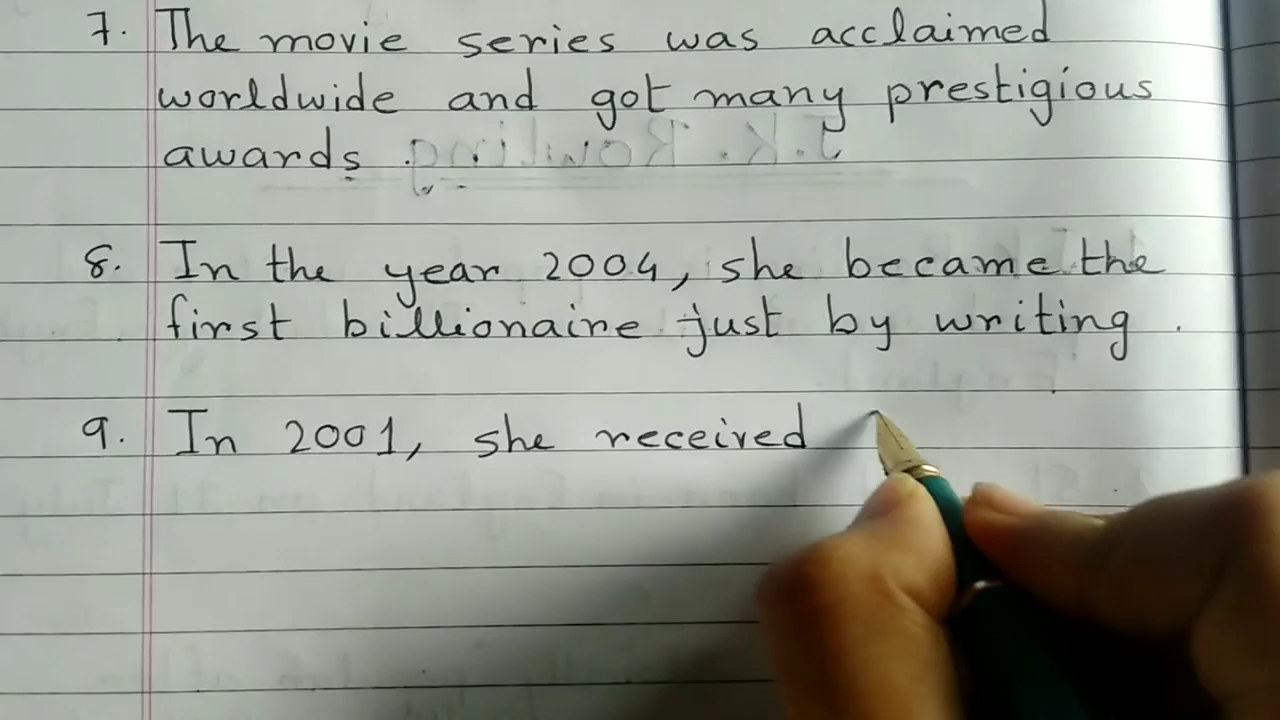 7. The movie series was acclaimed
worldwide and got many prestigious
awards.
J.K. Rowling
8. In the year 2004, she became the
first billionaire just by writing.
9. In 2001, she received